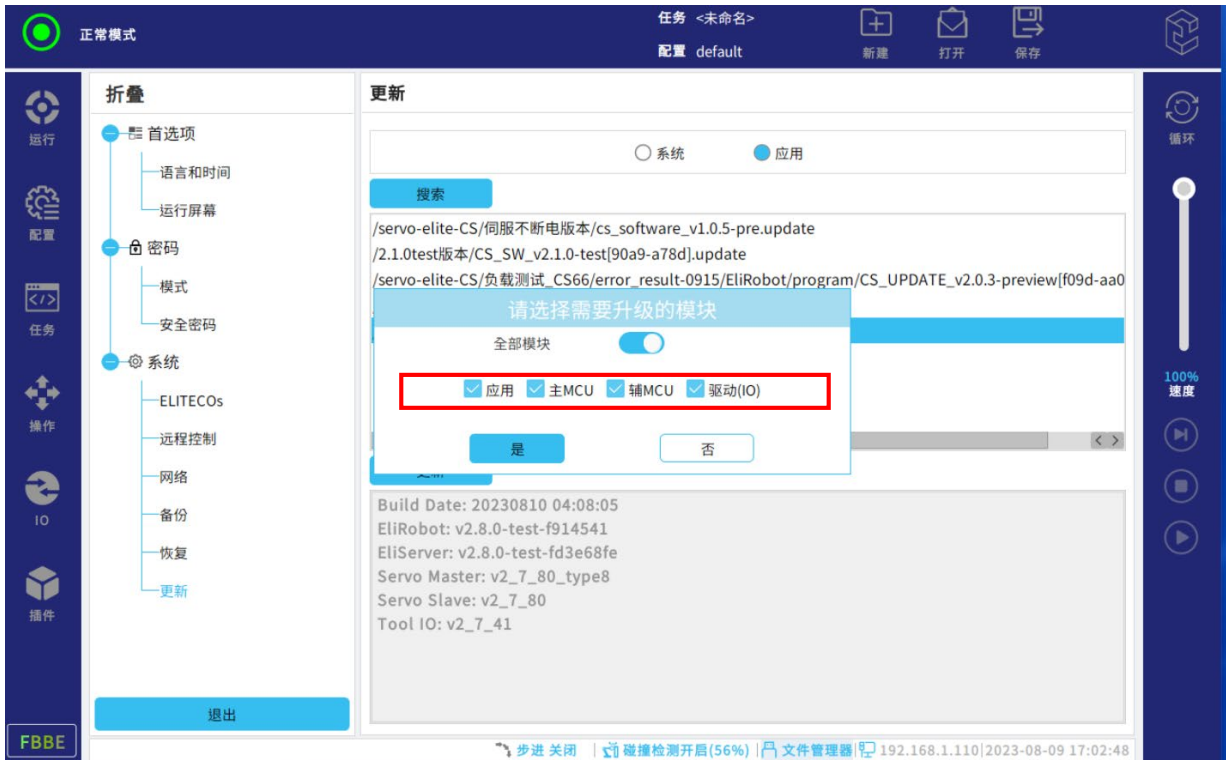 正常模式
任务 <未命名>
配置 default
新建
打开
保存
运行
配置
任务
操作
IO
插件
FBBE
折叠
首选项
语言和时间
运行屏幕
密码
模式
安全密码
系统
ELITECOs
远程控制
网络
备份
恢复
更新
退出
更新
系统 应用
搜索
/servo-elite-CS/伺服不断电版本/cs_software_v1.0.5-pre.update
/2.1.0test版本/CS_SW_v2.1.0-test[90a9-a78d].update
/servo-elite-CS/负载测试_CS66/error_result-0915/EliRobot/program/CS_UPDATE_v2.0.3-preview[f09d-aa0
请选择需要升级的模块
全部模块
应用 主MCU 辅MCU 驱动(IO)
是 否
Build Date: 20230810 04:08:05
EliRobot: v2.8.0-test-f914541
EliServer: v2.8.0-test-fd3e68fe
Servo Master: v2_7_80_type8
Servo Slave: v2_7_80
Tool IO: v2_7_41
循环
100%
速度
步进 关闭 碰撞检测开启(56%) 文件管理器 192.168.1.110 2023-08-09 17:02:48